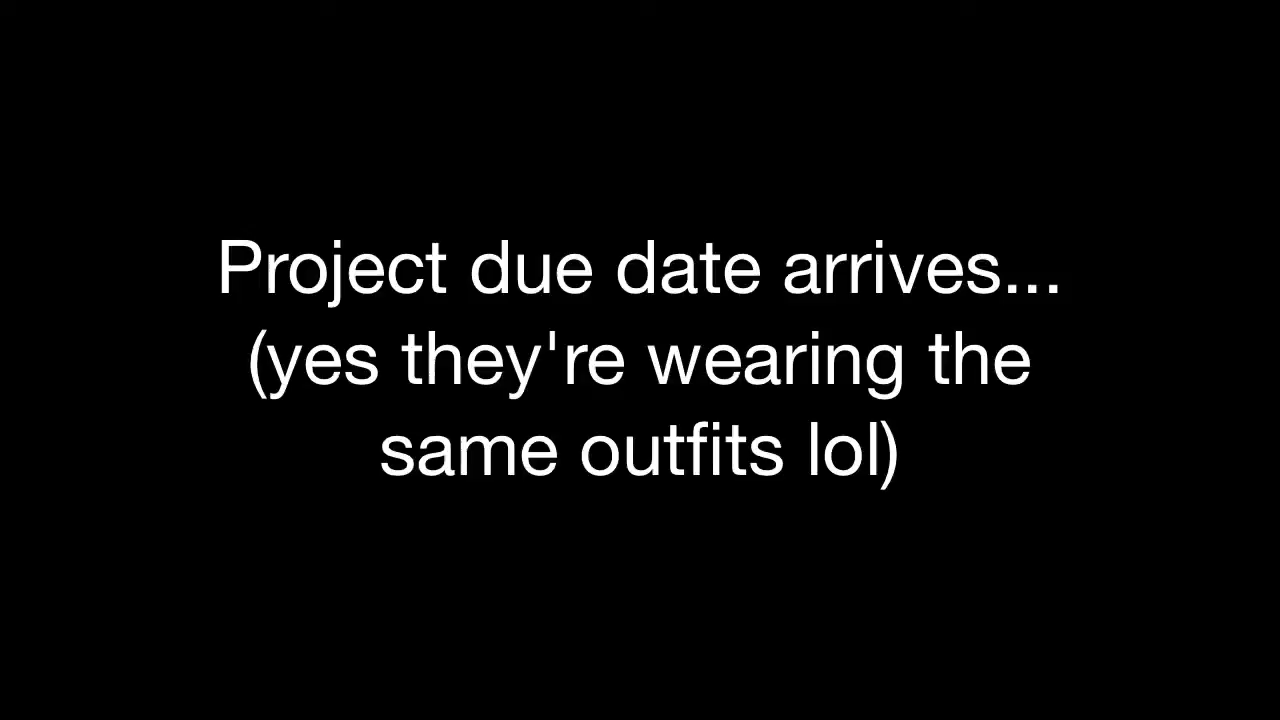 Project due date arrives...
(yes they're wearing the
same outfits lol)